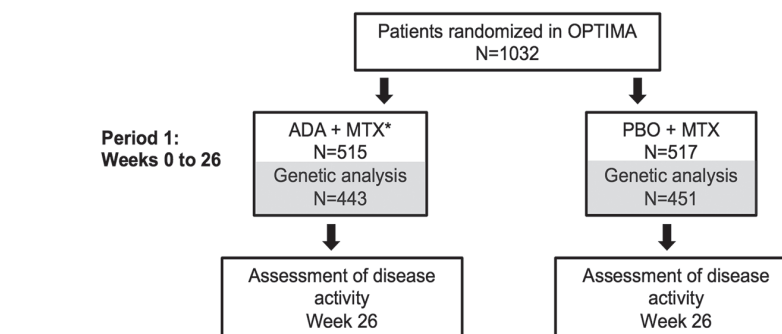 Patients randomized in OPTIMA
N=1032
Period 1:
Weeks 0 to 26
ADA + MTX*
N=515
Genetic analysis
N=443
PBO + MTX
N=517
Genetic analysis
N=451
Assessment of disease
activity
Week 26
Assessment of disease
activity
Week 26